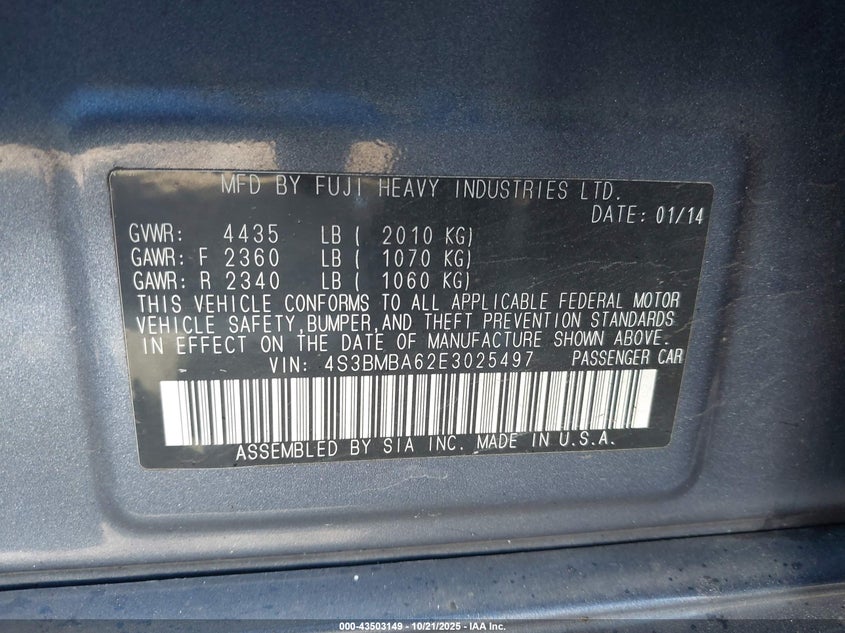 MFD BY FUJI HEAVY INDUSTRIES LTD.
DATE: 01/14
GVWR: 4435 LB ( 2010 KG)
GAWR: F 2360 LB ( 1070 KG)
GAWR: R 2340 LB ( 1060 KG)
THIS VEHICLE CONFORMS TO ALL APPLICABLE FEDERAL MOTOR
VEHICLE SAFETY,BUMPER,AND THEFT PREVENTION STANDARDS
IN EFFECT ON THE DATE OF MANUFACTURE SHOWN ABOVE.
VIN: 4S3BMBA62E3025497 PASSENGER CAR
ASSEMBLED BY SIA INC. MADE IN U.S.A.
000-43503149 - 10/21/2025 - IAA Inc.